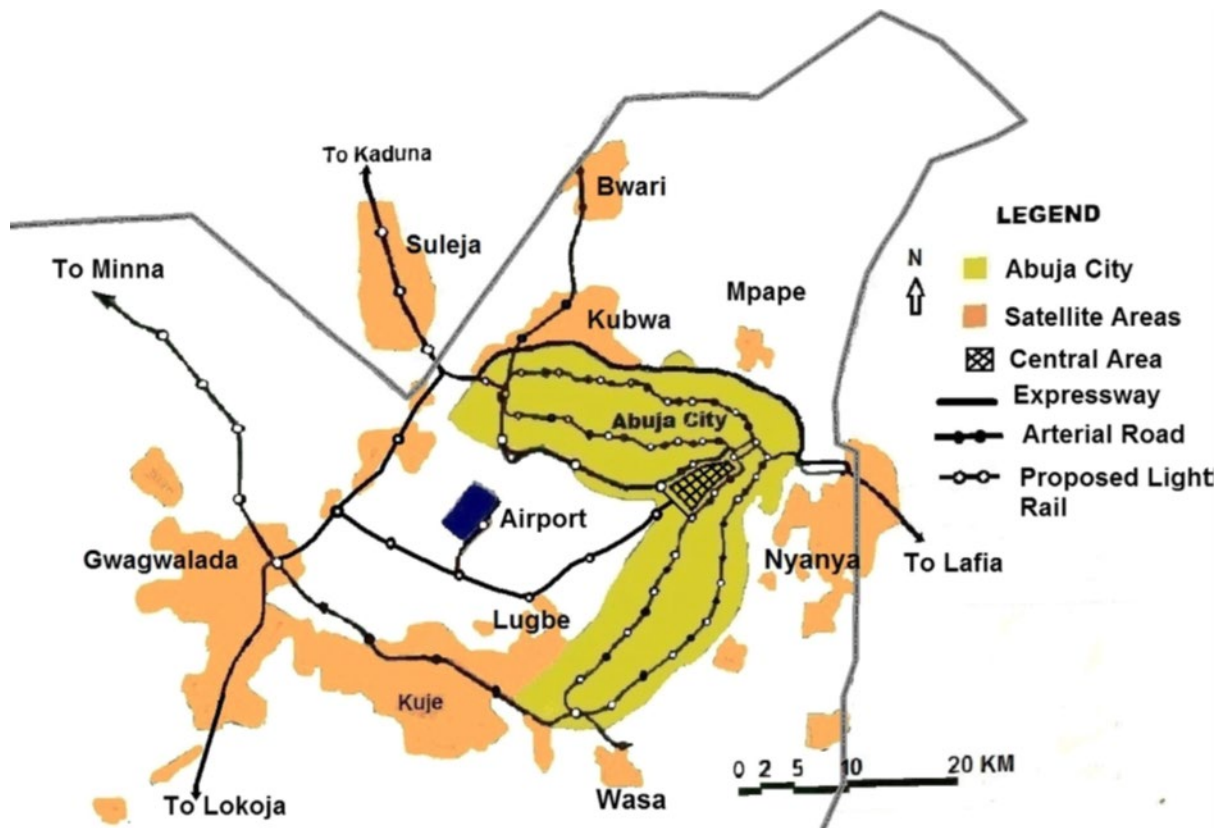 To Kaduna
Bwari
Suleja
LEGEND
To Minna
N
Abuja City
Mpape
Satellite Areas
Kubwa
Central Area
Expressway
Abuja City
Arterial Road
Proposed Light
Rail
Airport
Gwagwalada
Nyanya
To Lafia
Lugbe
Kuje
0 2 5 10 20 KM
To Lokoja
Wasa